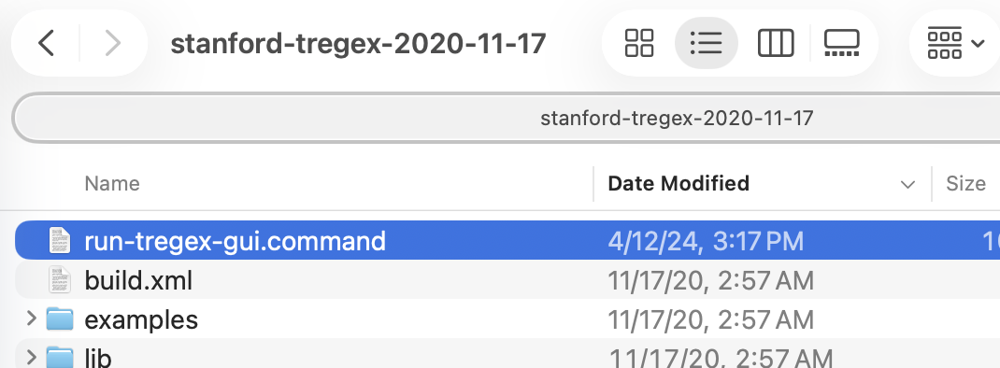 stanford-tregex-2020-11-17
stanford-tregex-2020-11-17
Name Date Modified Size
run-tregex-gui.command 4/12/24, 3:17 PM
build.xml 11/17/20, 2:57 AM
examples 11/17/20, 2:57 AM
lib 11/17/20, 2:57 AM